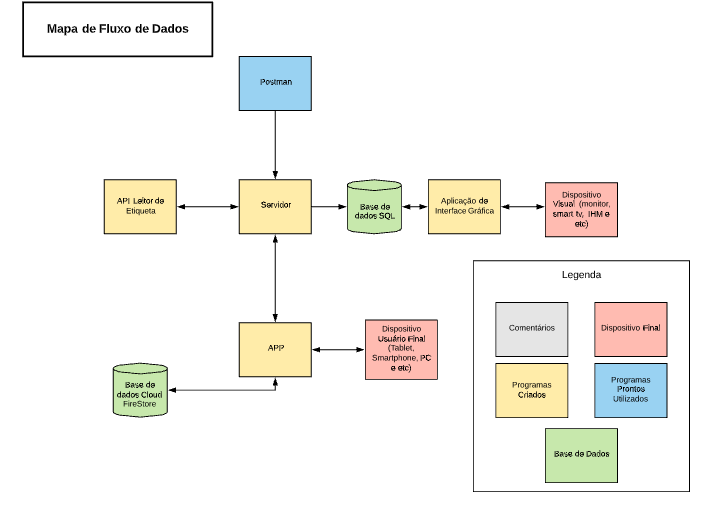 Mapa de Fluxo de Dados
Postman
API Leitor de
Etiqueta
Servidor
Base de
dados SQL
Aplicação de
Interface Gráfica
Dispositivo
Visual (monitor,
smart tv, IHM e
etc)
APP
Dispositivo
Usuário Final
(Tablet,
Smartphone, PC
e etc)
Base de
dados Cloud
FireStore
Legenda
Comentários
Dispositivo Final
Programas
Criados
Programas
Prontos
Utilizados
Base de Dados